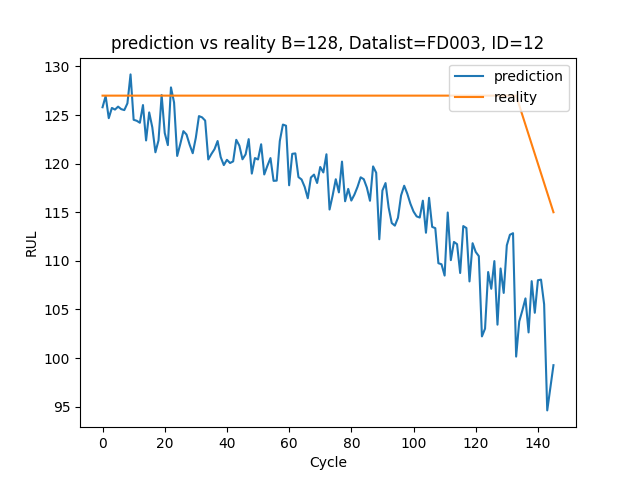 prediction vs reality B=128, Datalist=FD003, ID=12
prediction
reality
130
125
120
115
110
105
100
95
RUL
0 20 40 60 80 100 120 140
Cycle